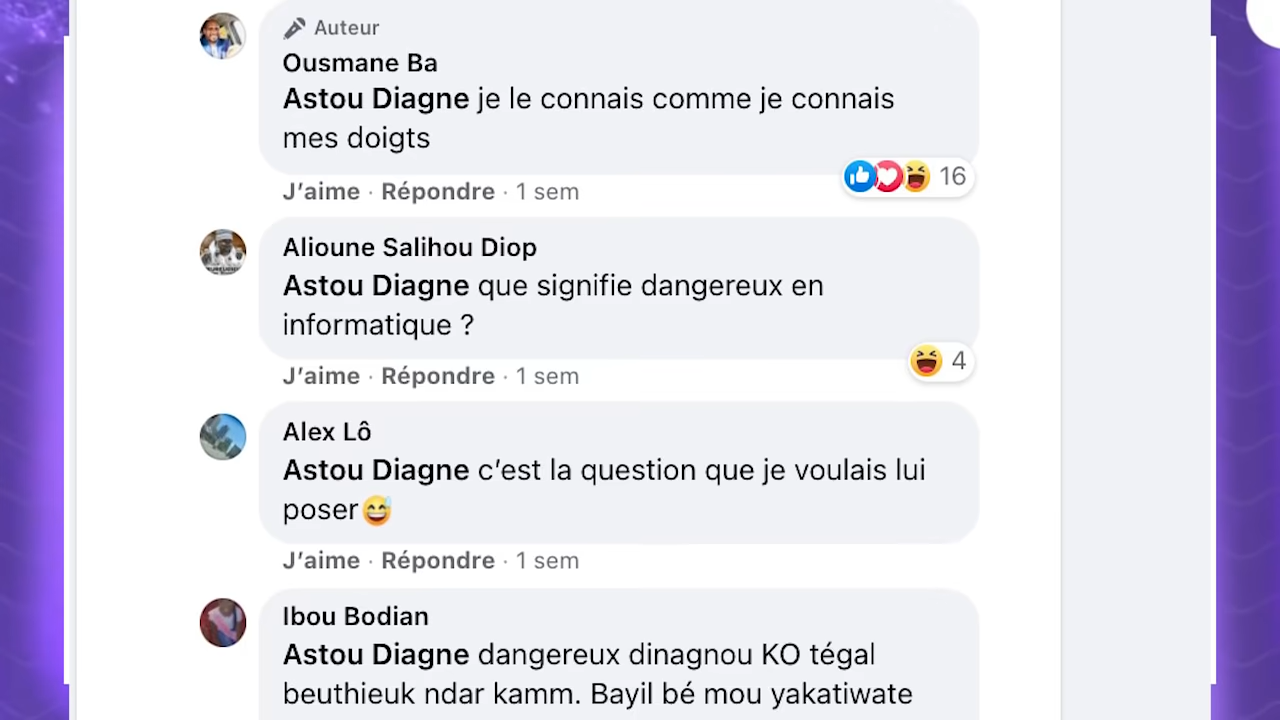 Auteur
Ousmane Ba
Astou Diagne je le connais comme je connais
mes doigts
J'aime · Répondre · 1 sem
16
Alioune Salihou Diop
Astou Diagne que signifie dangereux en
informatique ?
J'aime · Répondre · 1 sem
4
Alex Lô
Astou Diagne c'est la question que je voulais lui
poser😅
J'aime · Répondre · 1 sem
Ibou Bodian
Astou Diagne dangereux dinagnou KO tégal
beuthieuk ndar kamm. Bayil bé mou yakatiwate